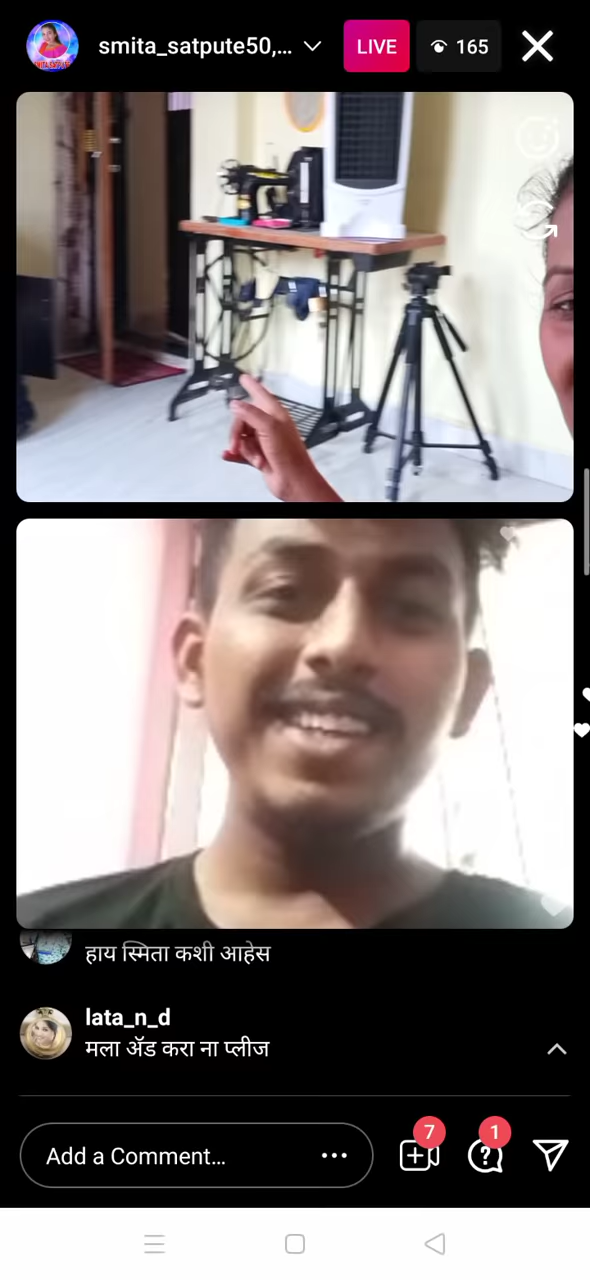 smita_satpute50,...
LIVE
165
हाय स्मिता कशी आहेस
lata_n_d
मला ॲड करा ना प्लीज
Add a Comment...
7
1